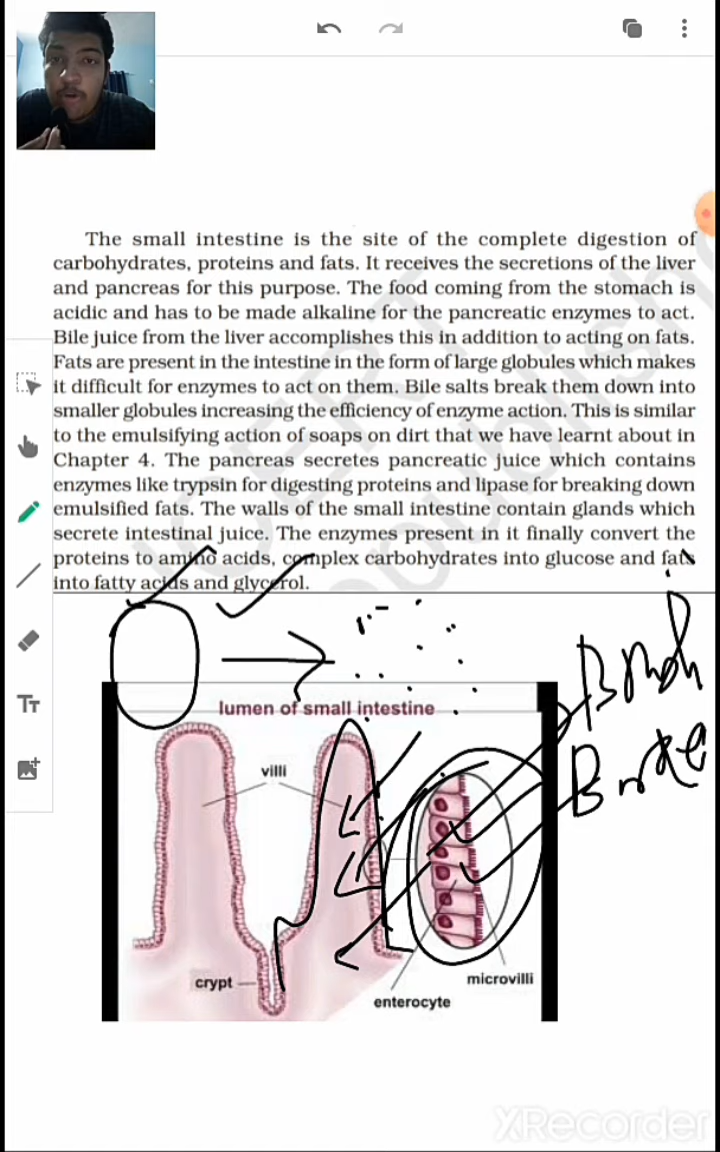 The small intestine is the site of the complete digestion of
carbohydrates, proteins and fats. It receives the secretions of the liver
and pancreas for this purpose. The food coming from the stomach is
acidic and has to be made alkaline for the pancreatic enzymes to act.
Bile juice from the liver accomplishes this in addition to acting on fats.
Fats are present in the intestine in the form of large globules which makes
it difficult for enzymes to act on them. Bile salts break them down into
smaller globules increasing the efficiency of enzyme action. This is similar
to the emulsifying action of soaps on dirt that we have learnt about in
Chapter 4. The pancreas secretes pancreatic juice which contains
enzymes like trypsin for digesting proteins and lipase for breaking down
emulsified fats. The walls of the small intestine contain glands which
secrete intestinal juice. The enzymes present in it finally convert the
proteins to amino acids, complex carbohydrates into glucose and fats
into fatty acids and glycerol.
TT
lumen of small intestine
villi
crypt
microvilli
enterocyte
XRecorder